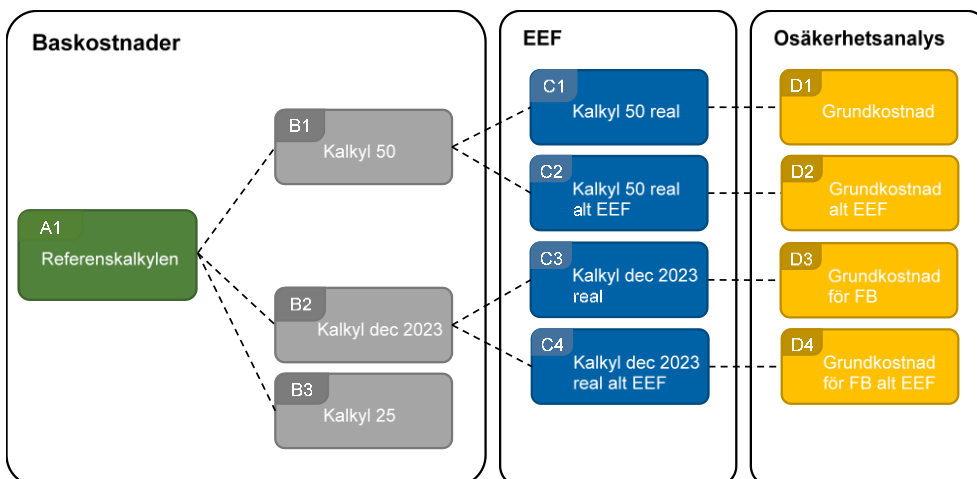 Baskostnader
A1
Referenskalkylen
B1
Kalkyl 50
B2
Kalkyl dec 2023
B3
Kalkyl 25
EEF
C1
Kalkyl 50 real
C2
Kalkyl 50 real
alt EEF
C3
Kalkyl dec 2023
real
C4
Kalkyl dec 2023
real alt EEF
Osäkerhetsanalys
D1
Grundkostnad
D2
Grundkostnad
alt EEF
D3
Grundkostnad
för FB
D4
Grundkostnad
för FB alt EEF